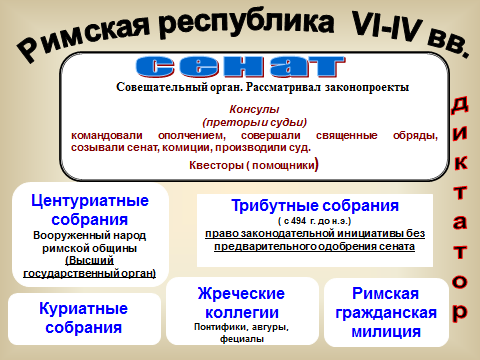 Римская республика VI-IV вв.
сенат
Совещательный орган. Рассматривал законопроекты
Консулы
(преторы и судьи)
командовали ополчением, совершали священные обряды,
созывали сенат, комиции, производили суд.
Квесторы ( помощники)
диктатор
Центуриатные
собрания
Вооруженный народ
римской общины
(Высший
государственный орган)
Трибутные собрания
( с 494 г. до н.э.)
право законодательной инициативы без
предварительного одобрения сената
Куриатные
собрания
Жреческие
коллегии
Понтифики, авгуры,
фециалы
Римская
гражданская
милиция